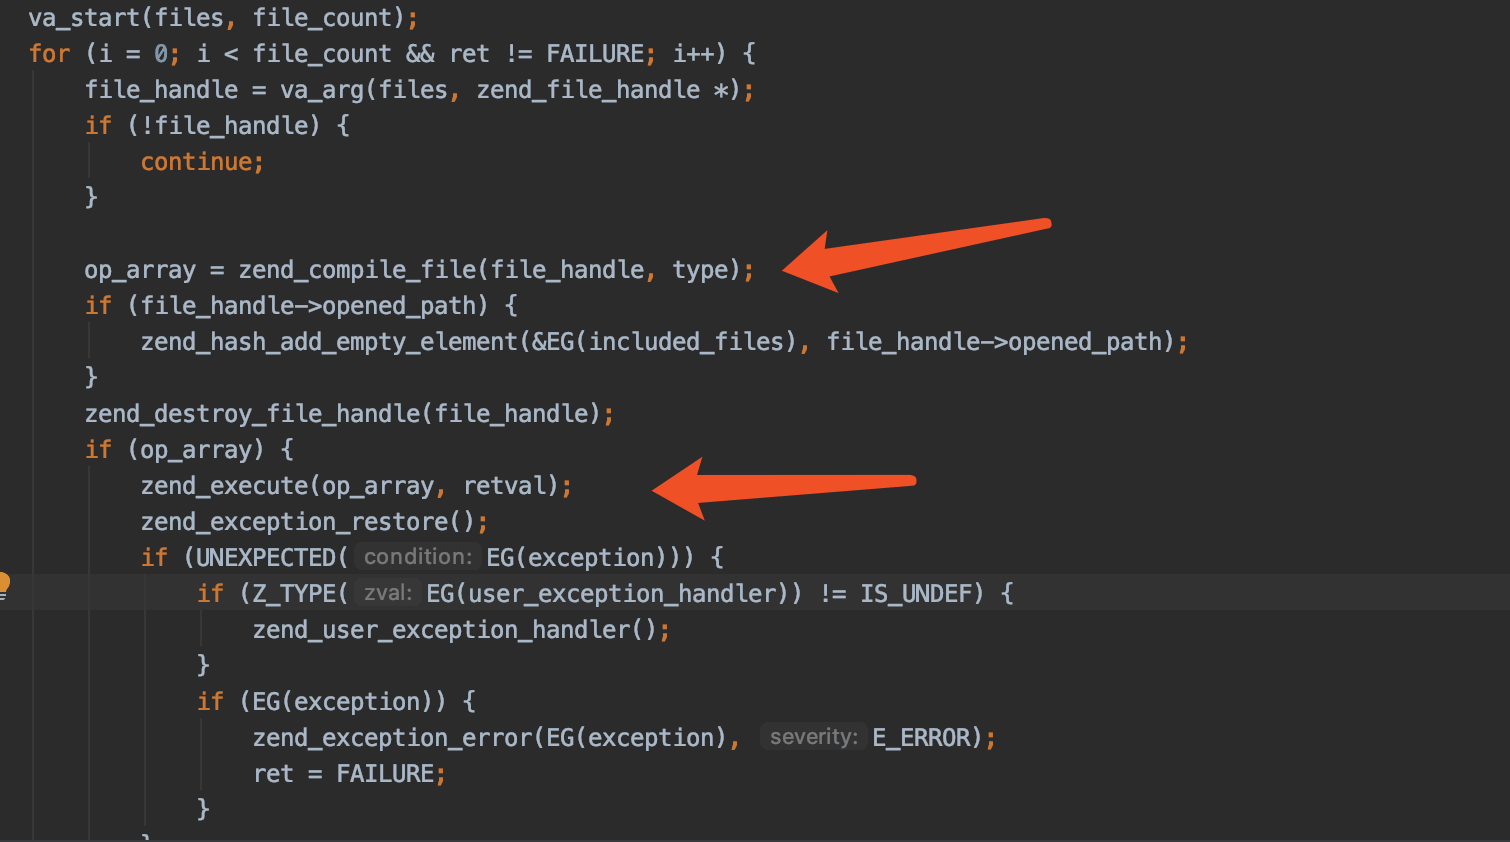 va_start(files, file_count);
for (i = 0; i < file_count && ret != FAILURE; i++) {
file_handle = va_arg(files, zend_file_handle *);
if (!file_handle) {
continue;
}
op_array = zend_compile_file(file_handle, type);
if (file_handle->opened_path) {
zend_hash_add_empty_element(&EG(included_files), file_handle->opened_path);
}
zend_destroy_file_handle(file_handle);
if (op_array) {
zend_execute(op_array, retval);
zend_exception_restore();
if (UNEXPECTED( condition: EG(exception))) {
if (Z_TYPE( zval: EG(user_exception_handler)) != IS_UNDEF) {
zend_user_exception_handler();
}
if (EG(exception)) {
zend_exception_error(EG(exception), severity: E_ERROR);
ret = FAILURE;
}